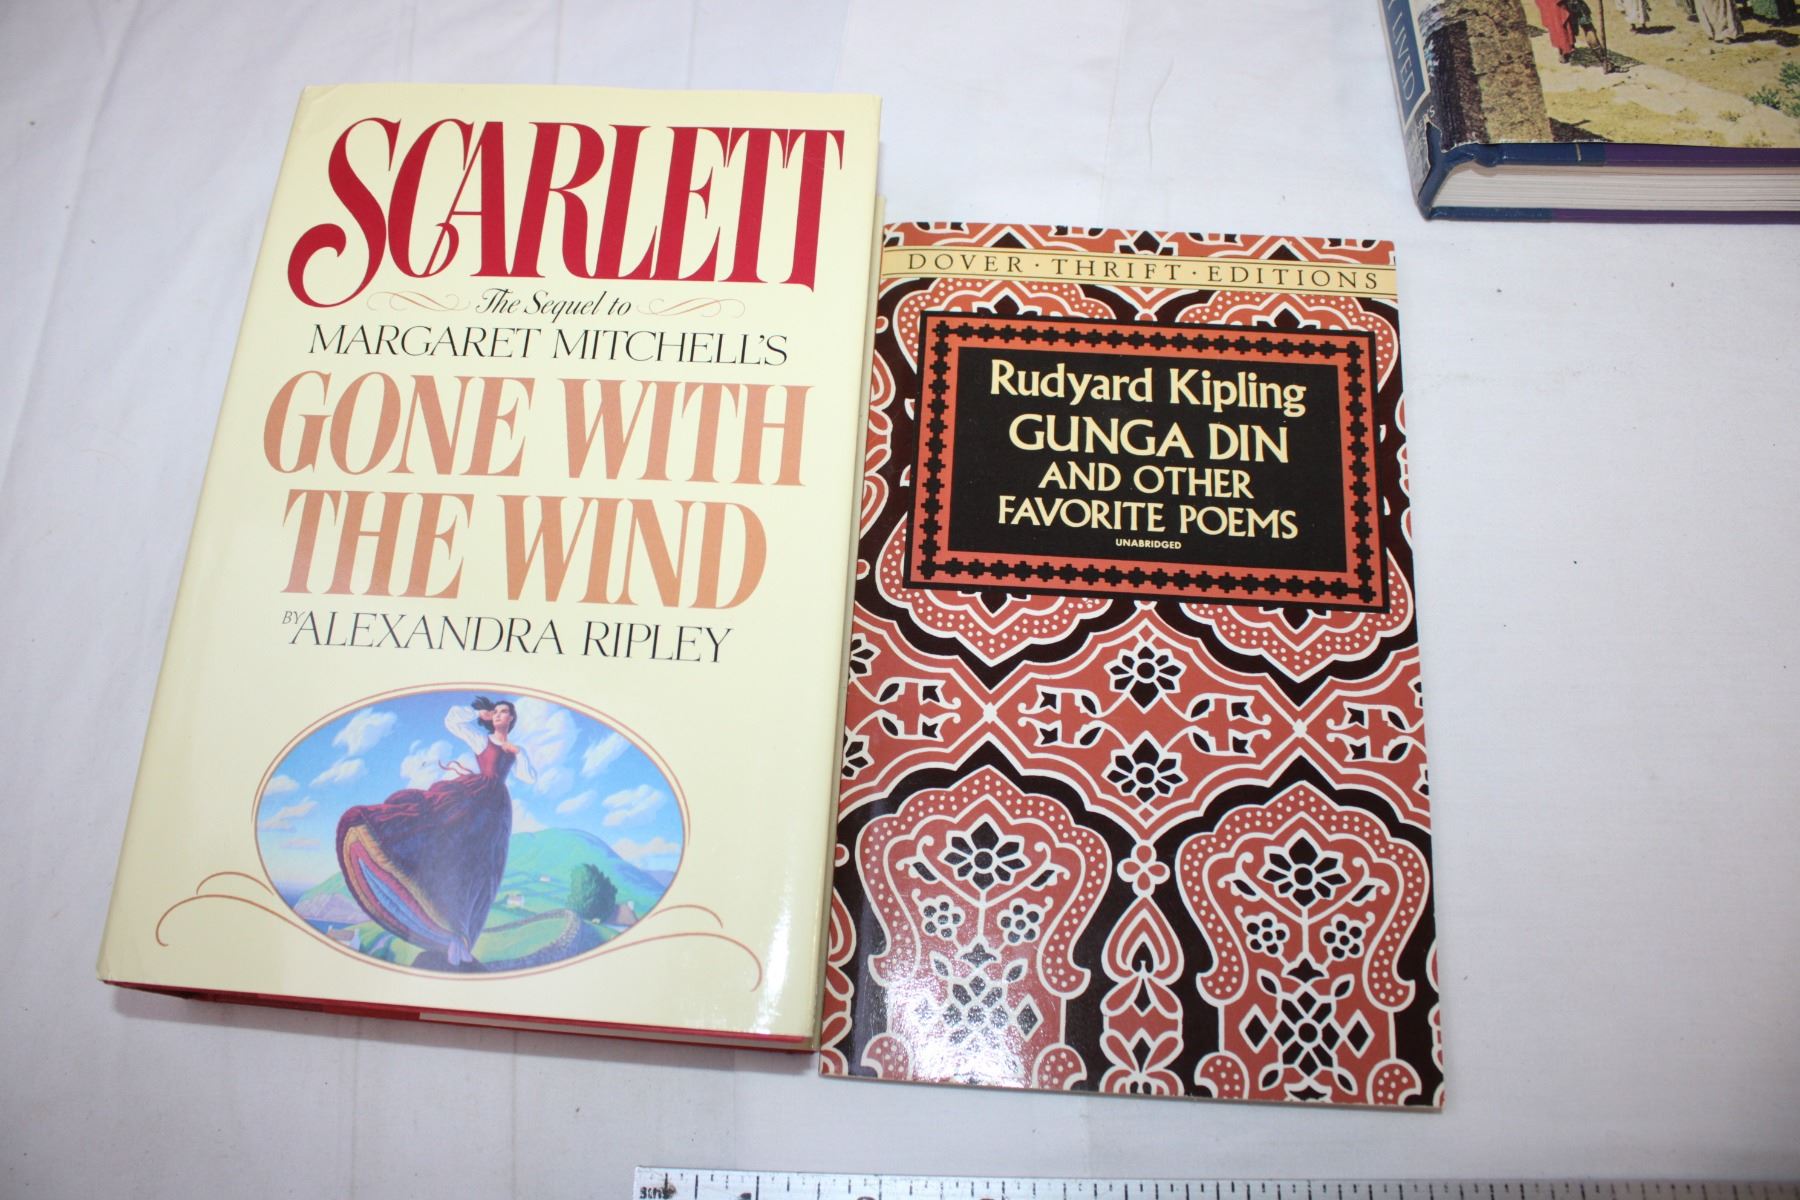 SCARLETT
The Sequel to
MARGARET MITCHELL'S
GONE WITH
THE WIND
BY ALEXANDRA RIPLEY
DOVER · THRIFT · EDITIONS
Rudyard Kipling
GUNGA DIN
AND OTHER
FAVORITE POEMS
UNABRIDGED
LIVED